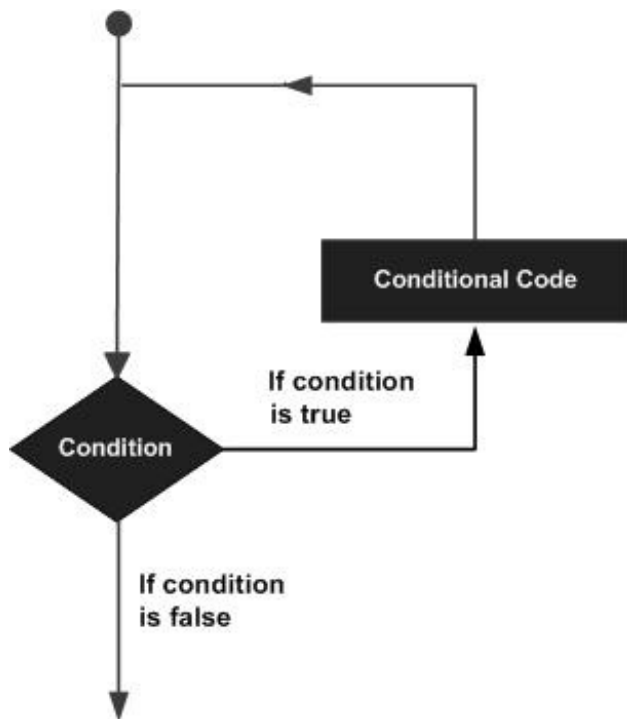 Conditional Code
If condition
is true
Condition
If condition
is false